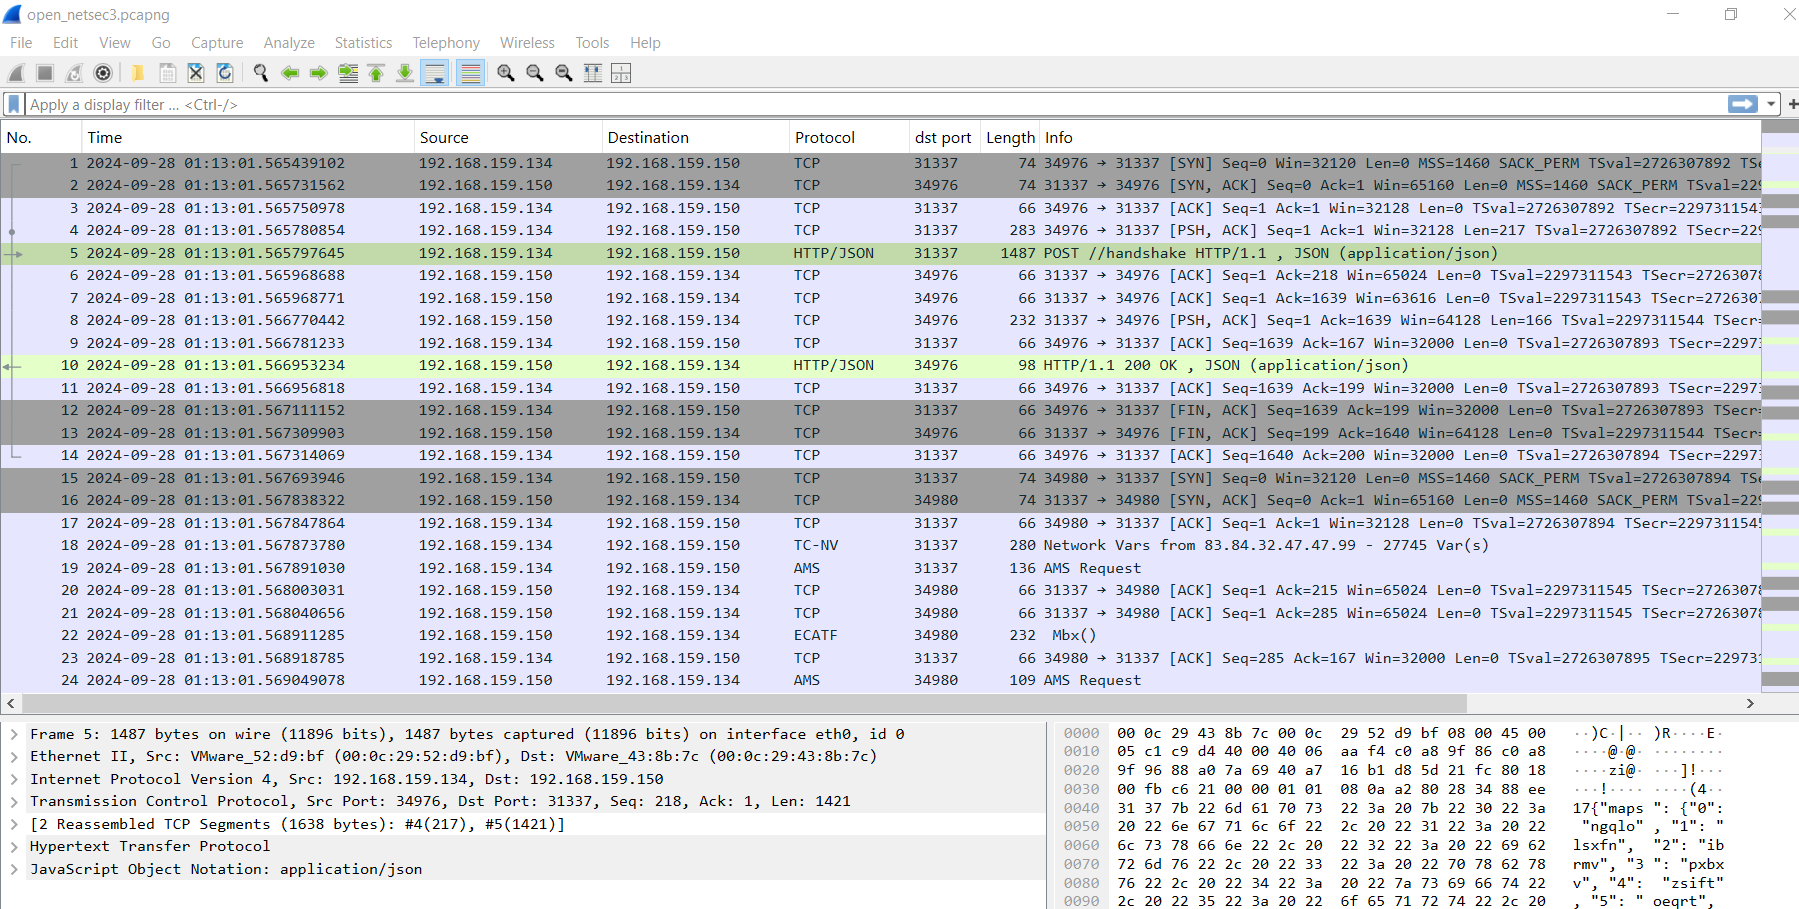 open_netsec3.pcapng
File Edit View Go Capture Analyze Statistics Telephony Wireless Tools Help
Apply a display filter ... <Ctrl-/>
No. Time Source Destination Protocol dst port Length Info
1 2024-09-28 01:13:01.565439102 192.168.159.134 192.168.159.150 TCP 31337 74 34976 → 31337 [SYN] Seq=0 Win=32120 Len=0 MSS=1460 SACK_PERM TSval=2726307892 TSe
2 2024-09-28 01:13:01.565731562 192.168.159.150 192.168.159.134 TCP 34976 74 31337 → 34976 [SYN, ACK] Seq=0 Ack=1 Win=65160 Len=0 MSS=1460 SACK_PERM TSval=229
3 2024-09-28 01:13:01.565750978 192.168.159.134 192.168.159.150 TCP 31337 66 34976 → 31337 [ACK] Seq=1 Ack=1 Win=32128 Len=0 TSval=2726307892 TSecr=2297311543
4 2024-09-28 01:13:01.565780854 192.168.159.134 192.168.159.150 TCP 31337 283 34976 → 31337 [PSH, ACK] Seq=1 Ack=1 Win=32128 Len=217 TSval=2726307892 TSecr=229
5 2024-09-28 01:13:01.565797645 192.168.159.134 192.168.159.150 HTTP/JSON 31337 1487 POST //handshake HTTP/1.1 , JSON (application/json)
6 2024-09-28 01:13:01.565968688 192.168.159.150 192.168.159.134 TCP 34976 66 31337 → 34976 [ACK] Seq=1 Ack=218 Win=65024 Len=0 TSval=2297311543 TSecr=2726307
7 2024-09-28 01:13:01.565968771 192.168.159.150 192.168.159.134 TCP 34976 66 31337 → 34976 [ACK] Seq=1 Ack=1639 Win=63616 Len=0 TSval=2297311543 TSecr=272630
8 2024-09-28 01:13:01.566770442 192.168.159.150 192.168.159.134 TCP 34976 232 31337 → 34976 [PSH, ACK] Seq=1 Ack=1639 Win=64128 Len=166 TSval=2297311544 TSecr=
9 2024-09-28 01:13:01.566781233 192.168.159.134 192.168.159.150 TCP 31337 66 34976 → 31337 [ACK] Seq=1639 Ack=167 Win=32000 Len=0 TSval=2726307893 TSecr=22973
10 2024-09-28 01:13:01.566953234 192.168.159.150 192.168.159.134 HTTP/JSON 34976 98 HTTP/1.1 200 OK , JSON (application/json)
11 2024-09-28 01:13:01.566956818 192.168.159.134 192.168.159.150 TCP 31337 66 34976 → 31337 [ACK] Seq=1639 Ack=199 Win=32000 Len=0 TSval=2726307893 TSecr=22973
12 2024-09-28 01:13:01.567111152 192.168.159.134 192.168.159.150 TCP 31337 66 34976 → 31337 [FIN, ACK] Seq=1639 Ack=199 Win=32000 Len=0 TSval=2726307893 TSecr=
13 2024-09-28 01:13:01.567309903 192.168.159.150 192.168.159.134 TCP 34976 66 31337 → 34976 [FIN, ACK] Seq=199 Ack=1640 Win=64128 Len=0 TSval=2297311544 TSecr=
14 2024-09-28 01:13:01.567314069 192.168.159.134 192.168.159.150 TCP 31337 66 34976 → 31337 [ACK] Seq=1640 Ack=200 Win=32000 Len=0 TSval=2726307894 TSecr=22973
15 2024-09-28 01:13:01.567693946 192.168.159.134 192.168.159.150 TCP 31337 74 34980 → 31337 [SYN] Seq=0 Win=32120 Len=0 MSS=1460 SACK_PERM TSval=2726307894 TSe
16 2024-09-28 01:13:01.567838322 192.168.159.150 192.168.159.134 TCP 34980 74 31337 → 34980 [SYN, ACK] Seq=0 Ack=1 Win=65160 Len=0 MSS=1460 SACK_PERM TSval=229
17 2024-09-28 01:13:01.567847864 192.168.159.134 192.168.159.150 TCP 31337 66 34980 → 31337 [ACK] Seq=1 Ack=1 Win=32128 Len=0 TSval=2726307894 TSecr=2297311545
18 2024-09-28 01:13:01.567873780 192.168.159.134 192.168.159.150 TC-NV 31337 280 Network Vars from 83.84.32.47.47.99 - 27745 Var(s)
19 2024-09-28 01:13:01.567891030 192.168.159.134 192.168.159.150 AMS 31337 136 AMS Request
20 2024-09-28 01:13:01.568003031 192.168.159.150 192.168.159.134 TCP 34980 66 31337 → 34980 [ACK] Seq=1 Ack=215 Win=65024 Len=0 TSval=2297311545 TSecr=2726307
21 2024-09-28 01:13:01.568040656 192.168.159.150 192.168.159.134 TCP 34980 66 31337 → 34980 [ACK] Seq=1 Ack=285 Win=65024 Len=0 TSval=2297311545 TSecr=2726307
22 2024-09-28 01:13:01.568911285 192.168.159.150 192.168.159.134 ECATF 34980 232 Mbx()
23 2024-09-28 01:13:01.568918785 192.168.159.134 192.168.159.150 TCP 31337 66 34980 → 31337 [ACK] Seq=285 Ack=167 Win=32000 Len=0 TSval=2726307895 TSecr=22973
24 2024-09-28 01:13:01.569049078 192.168.159.150 192.168.159.134 AMS 34980 109 AMS Request
Frame 5: 1487 bytes on wire (11896 bits), 1487 bytes captured (11896 bits) on interface eth0, id 0
Ethernet II, Src: VMware_52:d9:bf (00:0c:29:52:d9:bf), Dst: VMware_43:8b:7c (00:0c:29:43:8b:7c)
Internet Protocol Version 4, Src: 192.168.159.134, Dst: 192.168.159.150
Transmission Control Protocol, Src Port: 34976, Dst Port: 31337, Seq: 218, Ack: 1, Len: 1421
[2 Reassembled TCP Segments (1638 bytes): #4(217), #5(1421)]
Hypertext Transfer Protocol
JavaScript Object Notation: application/json
0000 00 0c 29 43 8b 7c 00 0c 29 52 d9 bf 08 00 45 00 ··)C·|·· )R····E·
0010 05 c1 c9 d4 40 00 40 06 aa f4 c0 a8 9f 86 c0 a8 ····@·@· ········
0020 9f 96 88 a0 7a 69 40 a7 16 b1 d8 5d 21 fc 80 18 ····zi@· ···]!···
0030 00 fb c6 21 00 00 01 01 08 0a a2 80 28 34 88 ee ···!···· ····(4··
0040 31 37 7b 22 6d 61 70 73 22 3a 20 7b 22 30 22 3a 17{"maps ": {"0":
0050 20 22 6e 67 71 6c 6f 22 2c 20 22 31 22 3a 20 22 "ngqlo" , "1": "
0060 6c 73 78 66 6e 22 2c 20 22 32 22 3a 20 22 69 62 lsxfn", "2": "ib
0070 72 6d 76 22 2c 20 22 33 22 3a 20 22 70 78 62 78 rmv", "3 ": "pxbx
0080 76 22 2c 20 22 34 22 3a 20 22 7a 73 69 66 74 22 v", "4": "zsift"
0090 2c 20 22 35 22 3a 20 22 6f 65 71 72 74 22 2c 20 , "5": " oeqrt",